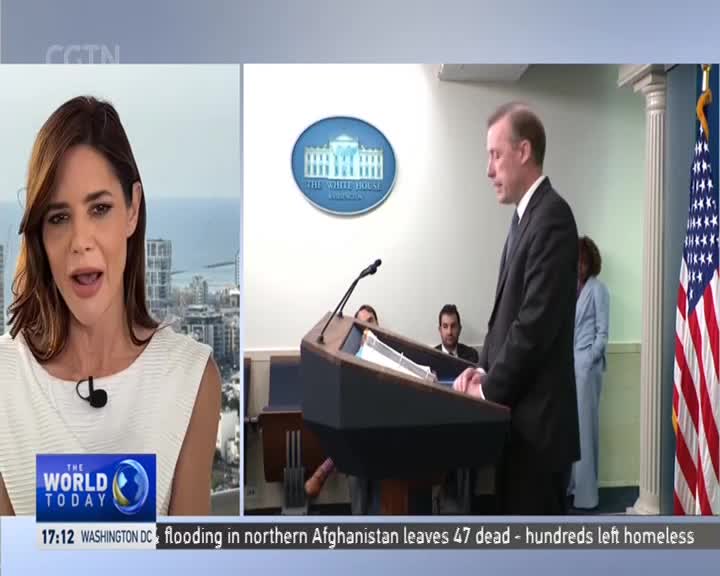 CGTN
THE WHITE HOUSE
WASHINGTON
THE
WORLD
TODAY
17:12 WASHINGTON DC & flooding in northern Afghanistan leaves 47 dead - hundreds left homeless